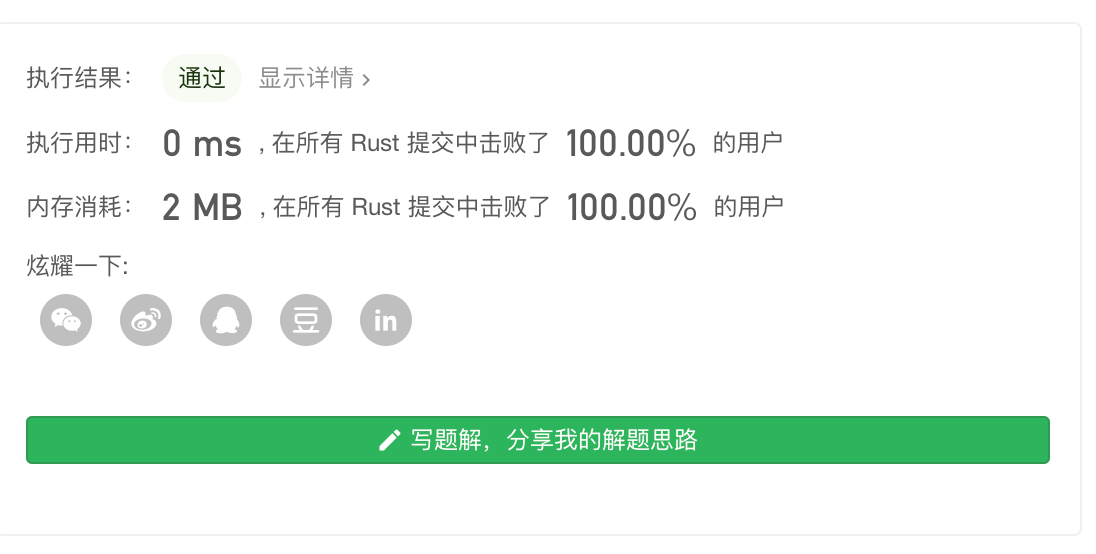 执行结果： 通过 显示详情 ›
执行用时： 0 ms ，在所有 Rust 提交中击败了 100.00% 的用户
内存消耗： 2 MB ，在所有 Rust 提交中击败了 100.00% 的用户
炫耀一下:
豆 in
写题解，分享我的解题思路